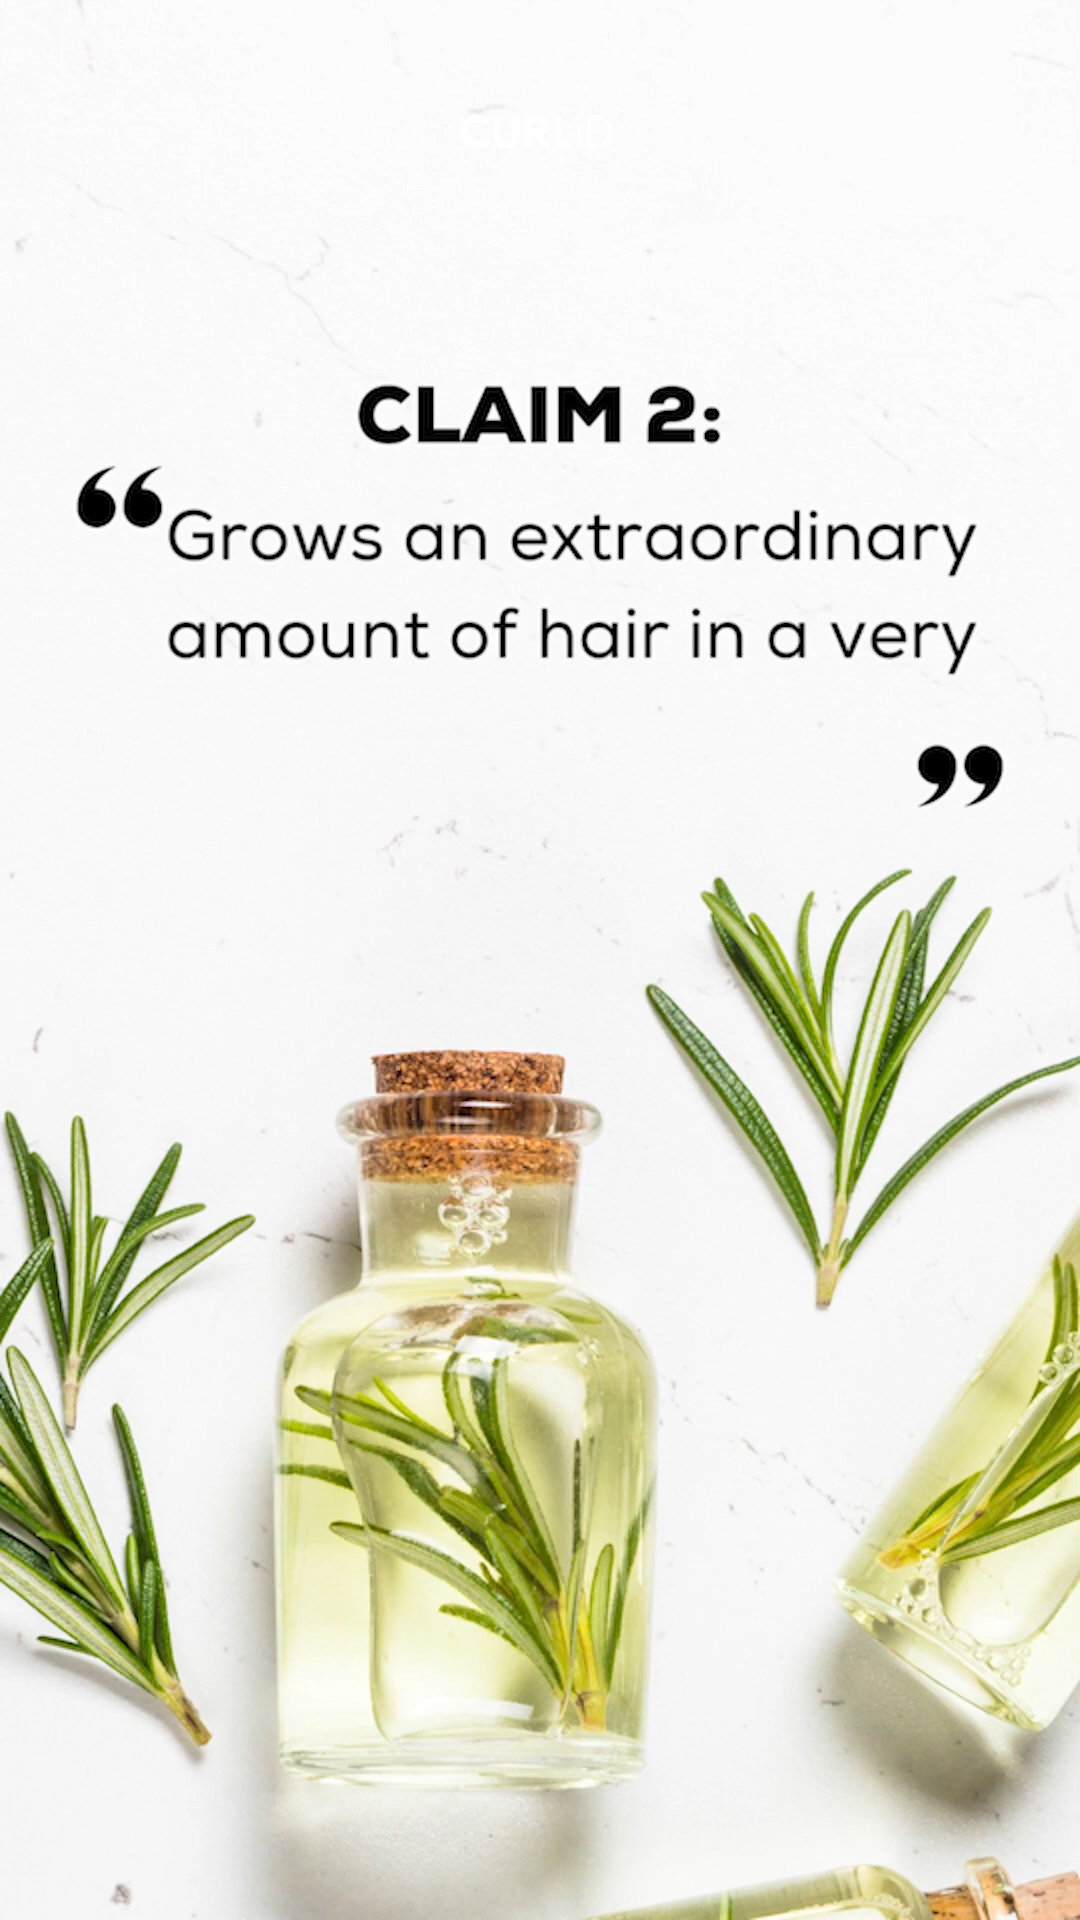 CURLiD
CLAIM 2:
“Grows an extraordinary
amount of hair in a very
”